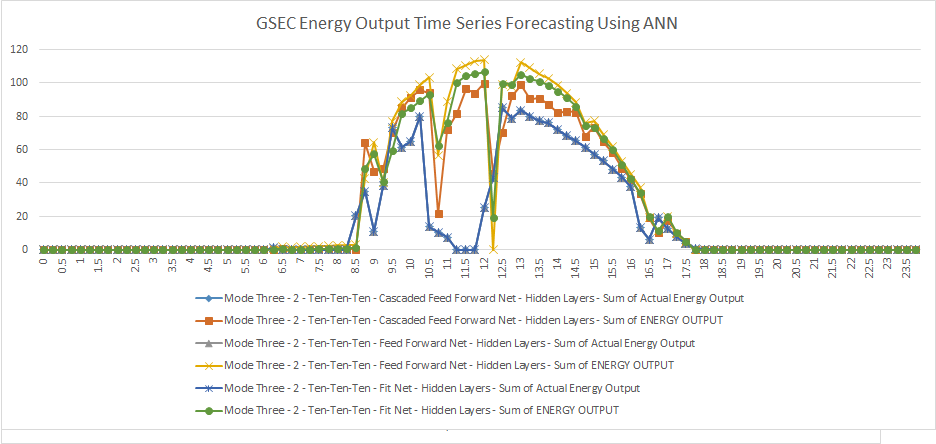 GSEC Energy Output Time Series Forecasting Using ANN
120
100
80
60
40
20
0
0 0.5 1 1.5 2 2.5 3 3.5 4 4.5 5 5.5 6 6.5 7 7.5 8 8.5 9 9.5 10 10.5 11 11.5 12 12.5 13 13.5 14 14.5 15 15.5 16 16.5 17 17.5 18 18.5 19 19.5 20 20.5 21 21.5 22 22.5 23 23.5
Mode Three - 2 - Ten-Ten-Ten - Cascaded Feed Forward Net - Hidden Layers - Sum of Actual Energy Output
Mode Three - 2 - Ten-Ten-Ten - Cascaded Feed Forward Net - Hidden Layers - Sum of ENERGY OUTPUT
Mode Three - 2 - Ten-Ten-Ten - Feed Forward Net - Hidden Layers - Sum of Actual Energy Output
Mode Three - 2 - Ten-Ten-Ten - Feed Forward Net - Hidden Layers - Sum of ENERGY OUTPUT
Mode Three - 2 - Ten-Ten-Ten - Fit Net - Hidden Layers - Sum of Actual Energy Output
Mode Three - 2 - Ten-Ten-Ten - Fit Net - Hidden Layers - Sum of ENERGY OUTPUT